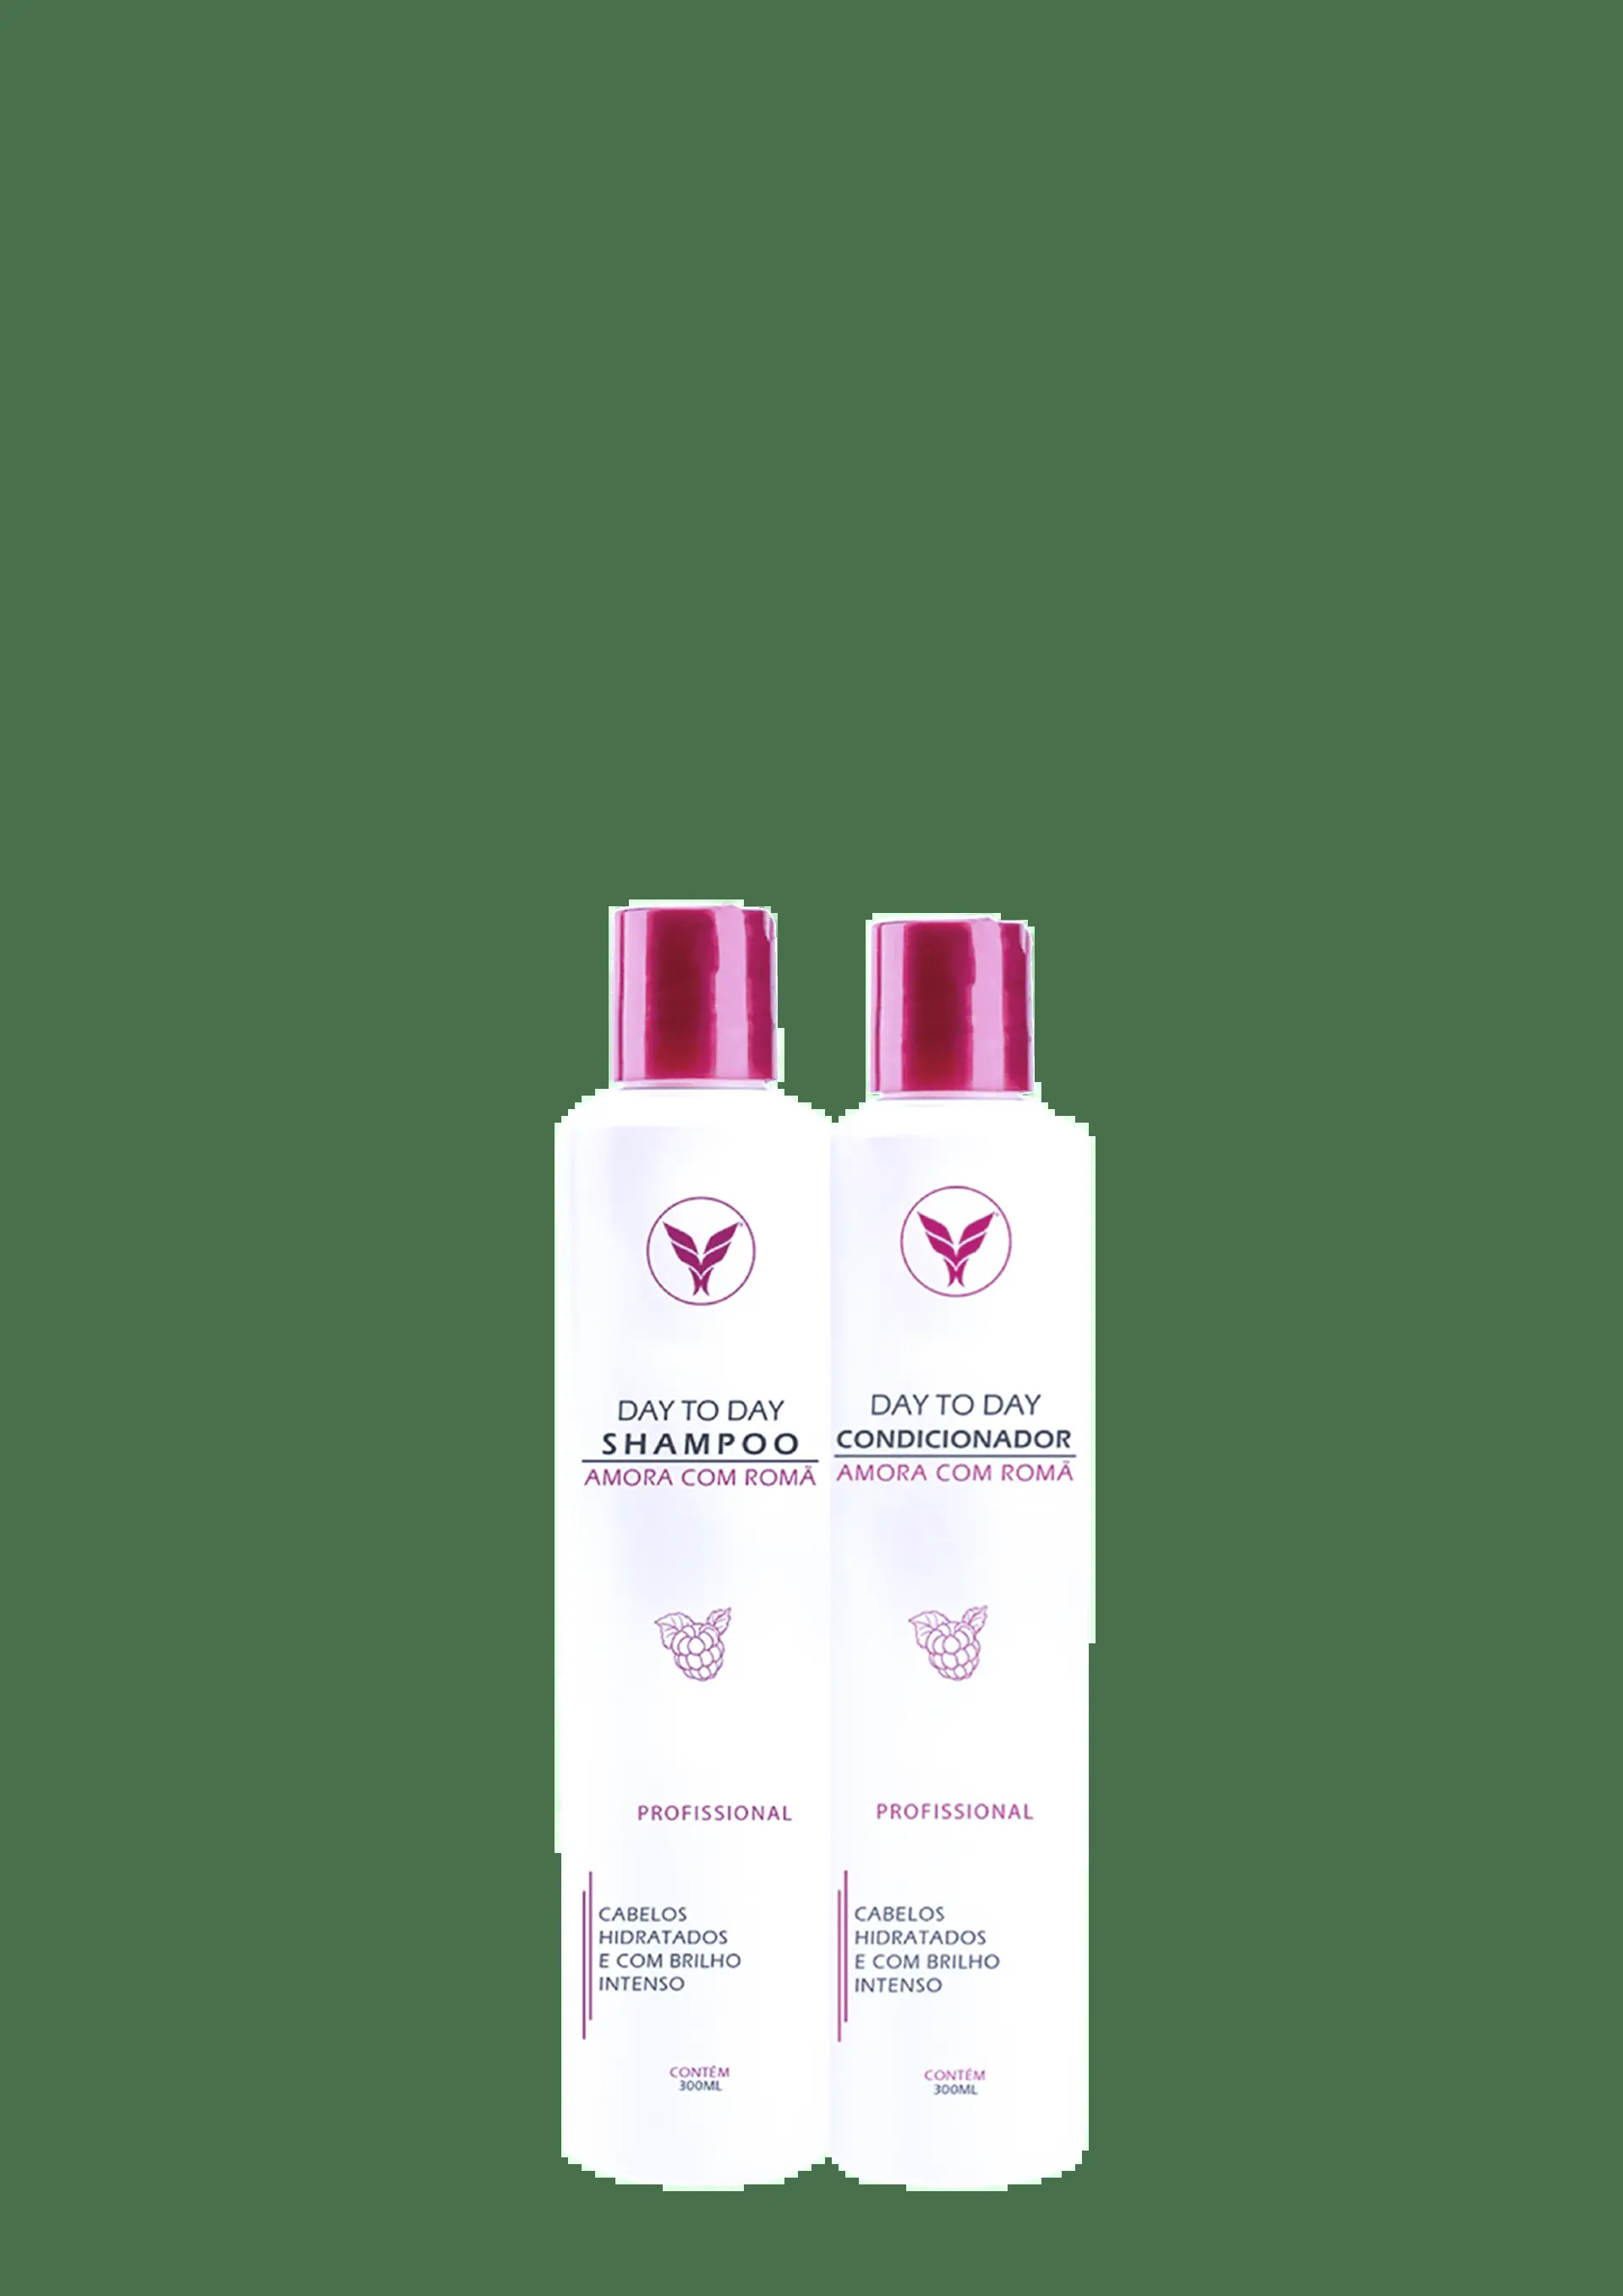 DAY TO DAY
SHAMPOO
AMORA COM ROMÃ
PROFISSIONAL
CABELOS
HIDRATADOS
E COM BRILHO
INTENSO
CONTÉM
300ML
DAY TO DAY
CONDICIONADOR
AMORA COM ROMÃ
PROFISSIONAL
CABELOS
HIDRATADOS
E COM BRILHO
INTENSO
CONTÉM
300ML